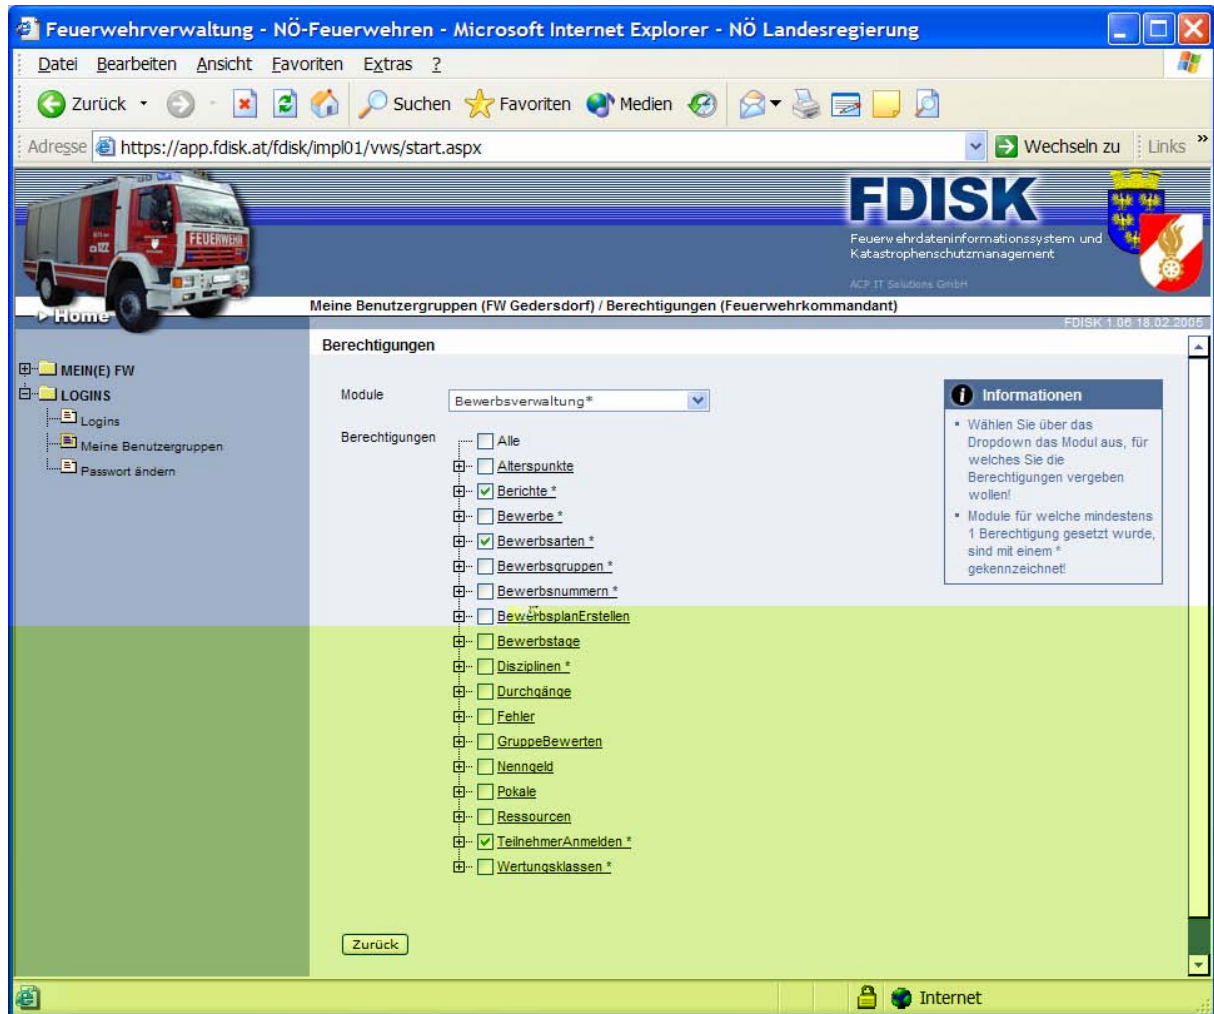 Feuerwehrverwaltung - NÖ-Feuerwehren - Microsoft Internet Explorer - NÖ Landesregierung
Datei Bearbeiten Ansicht Favoriten Extras ?
Zurück Suchen Favoriten Medien
Adresse https://app.fdisk.at/fdisk/impl01/vws/start.aspx Wechseln zu Links »
FEUERWEHR
FDISK
Feuerwehrdateninformationssystem und
Katastrophenschutzmanagement
ACP IT Solutions GmbH
Home
Meine Benutzergruppen (FW Gedersdorf) / Berechtigungen (Feuerwehrkommandant)
FDISK 1.06 18.02.2005
MEIN(E) FW
LOGINS
Logins
Meine Benutzergruppen
Passwort ändern
Berechtigungen
Module Bewerbsverwaltung*
Berechtigungen Alle
Alterspunkte
Berichte *
Bewerbe *
Bewerbsarten *
Bewerbsgruppen *
Bewerbsnummern *
BewerbsplanErstellen
Bewerbstage
Disziplinen *
Durchgänge
Fehler
GruppeBewerten
Nenngeld
Pokale
Ressourcen
TeilnehmerAnmelden *
Wertungsklassen *
Zurück
Informationen
Wählen Sie über das
Dropdown das Modul aus, für
welches Sie die
Berechtigungen vergeben
wollen!
Module für welche mindestens
1 Berechtigung gesetzt wurde,
sind mit einem *
gekennzeichnet!
Internet